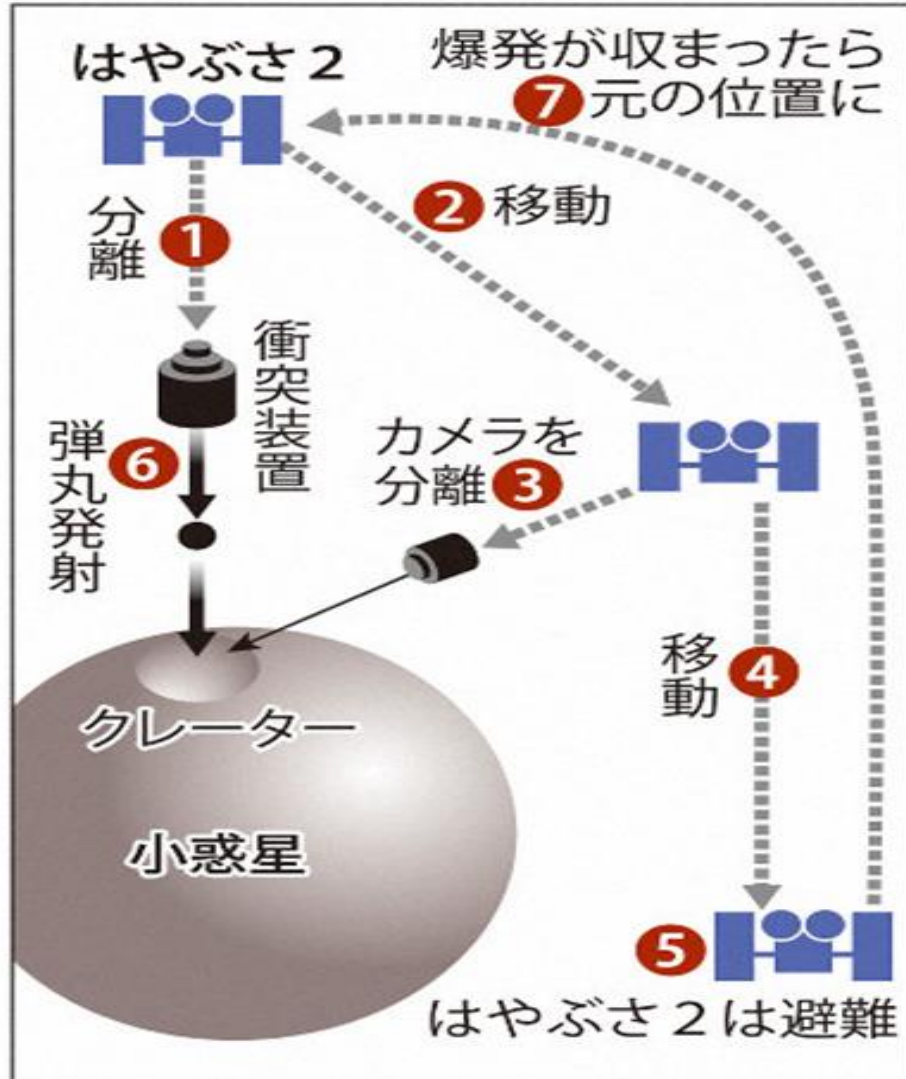 はやぶさ2
爆発が収まったら
7 元の位置に
1
分離
2 移動
衝突装置
カメラを
分離 3
6
弾丸発射
移動
4
クレーター
小惑星
5
はやぶさ2は避難